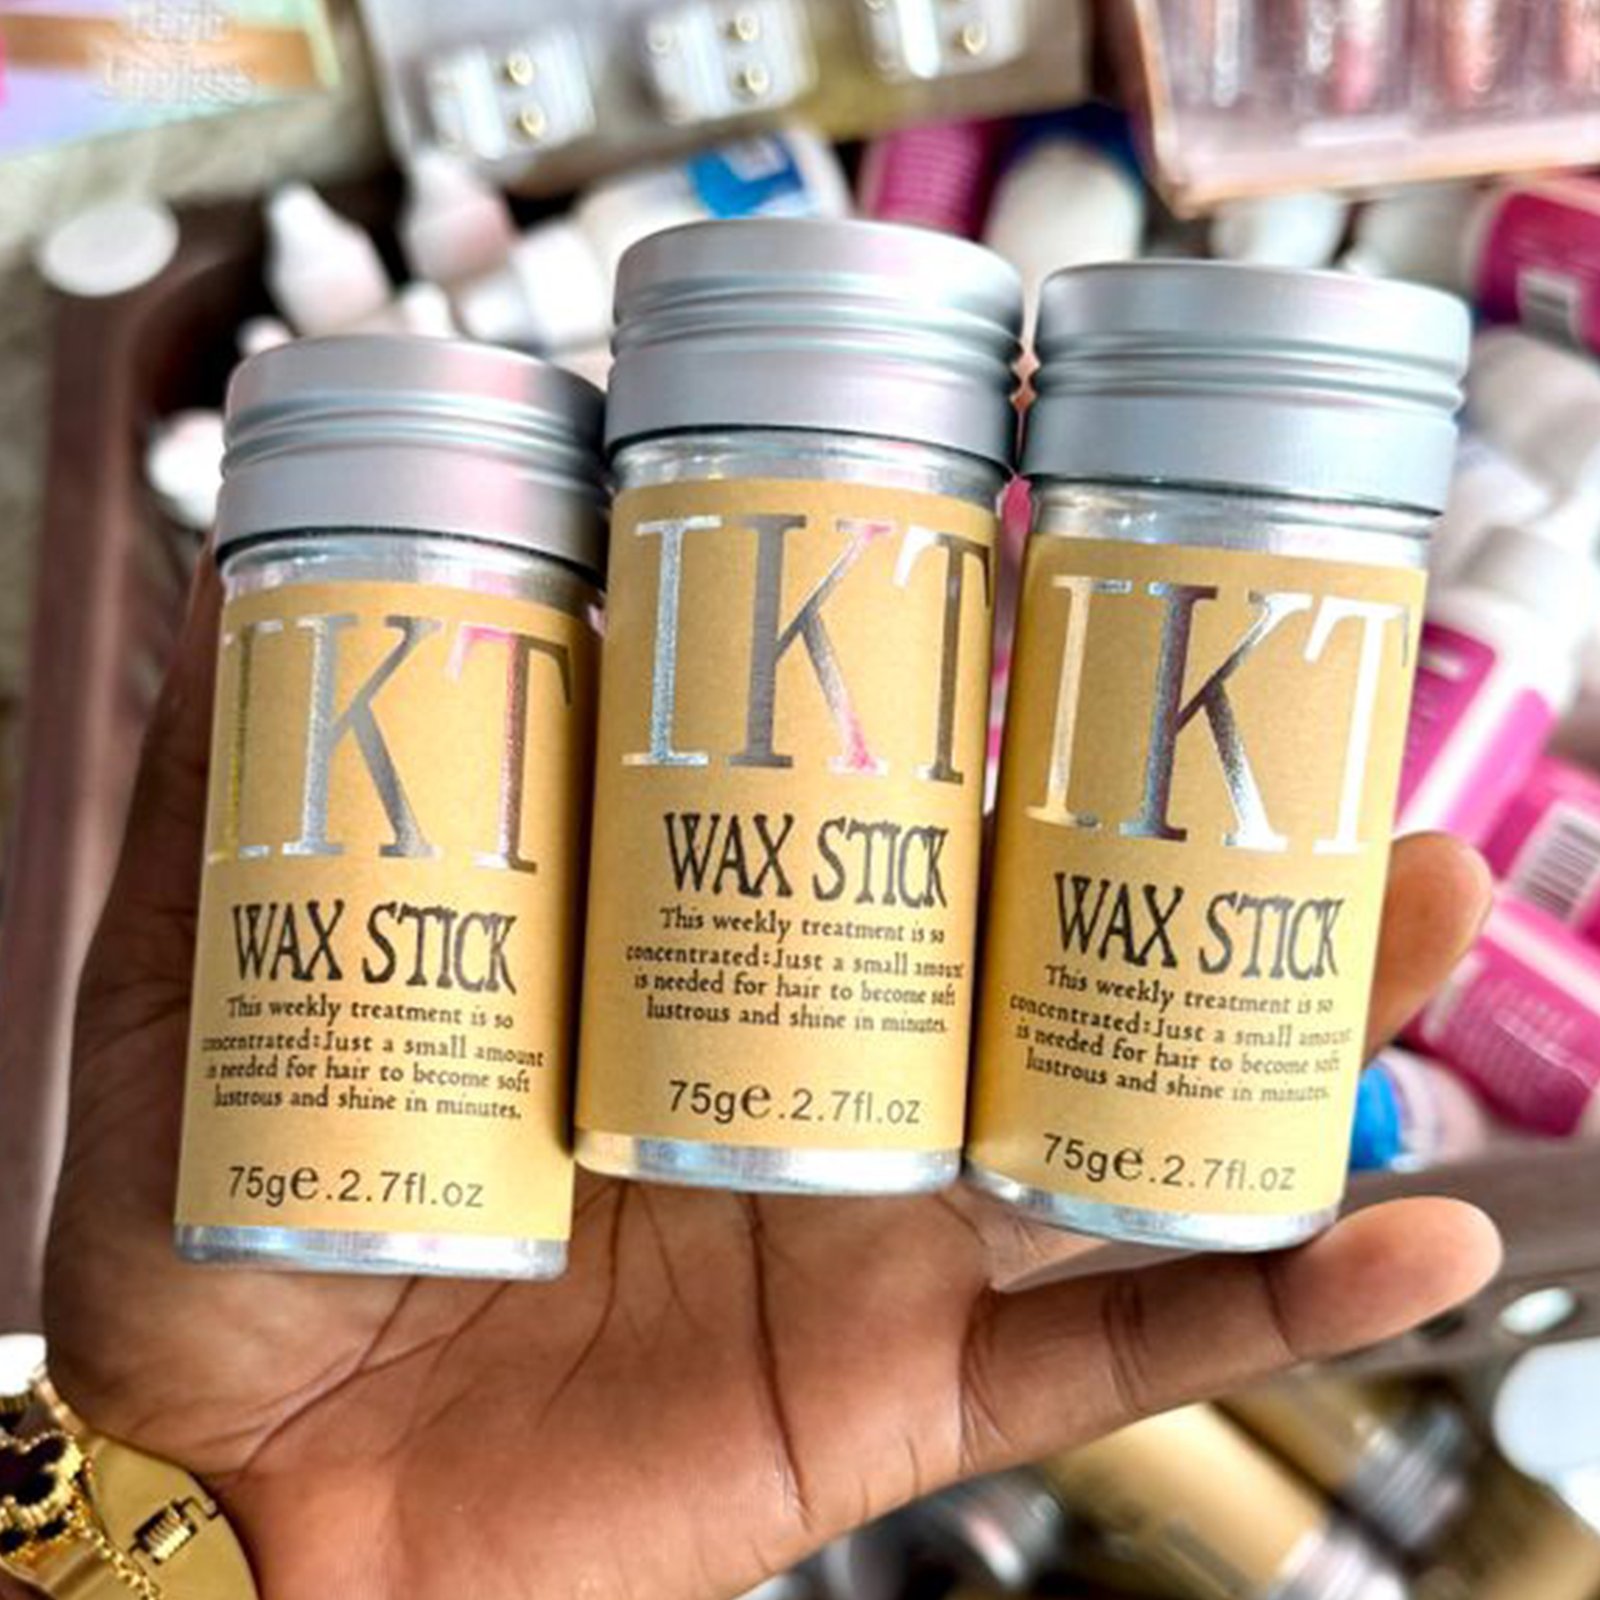 IKT
WAX STICK
This weekly treatment is so
concentrated:Just a small amount
is needed for hair to become soft
lustrous and shine in minutes.
75ge.2.7fl.oz
IKT
WAX STICK
This weekly treatment is so
concentrated:Just a small amount
is needed for hair to become soft
lustrous and shine in minutes.
75ge.2.7fl.oz
IKT
WAX STICK
This weekly treatment is so
concentrated:Just a small amount
is needed for hair to become soft
lustrous and shine in minutes.
75ge.2.7fl.oz